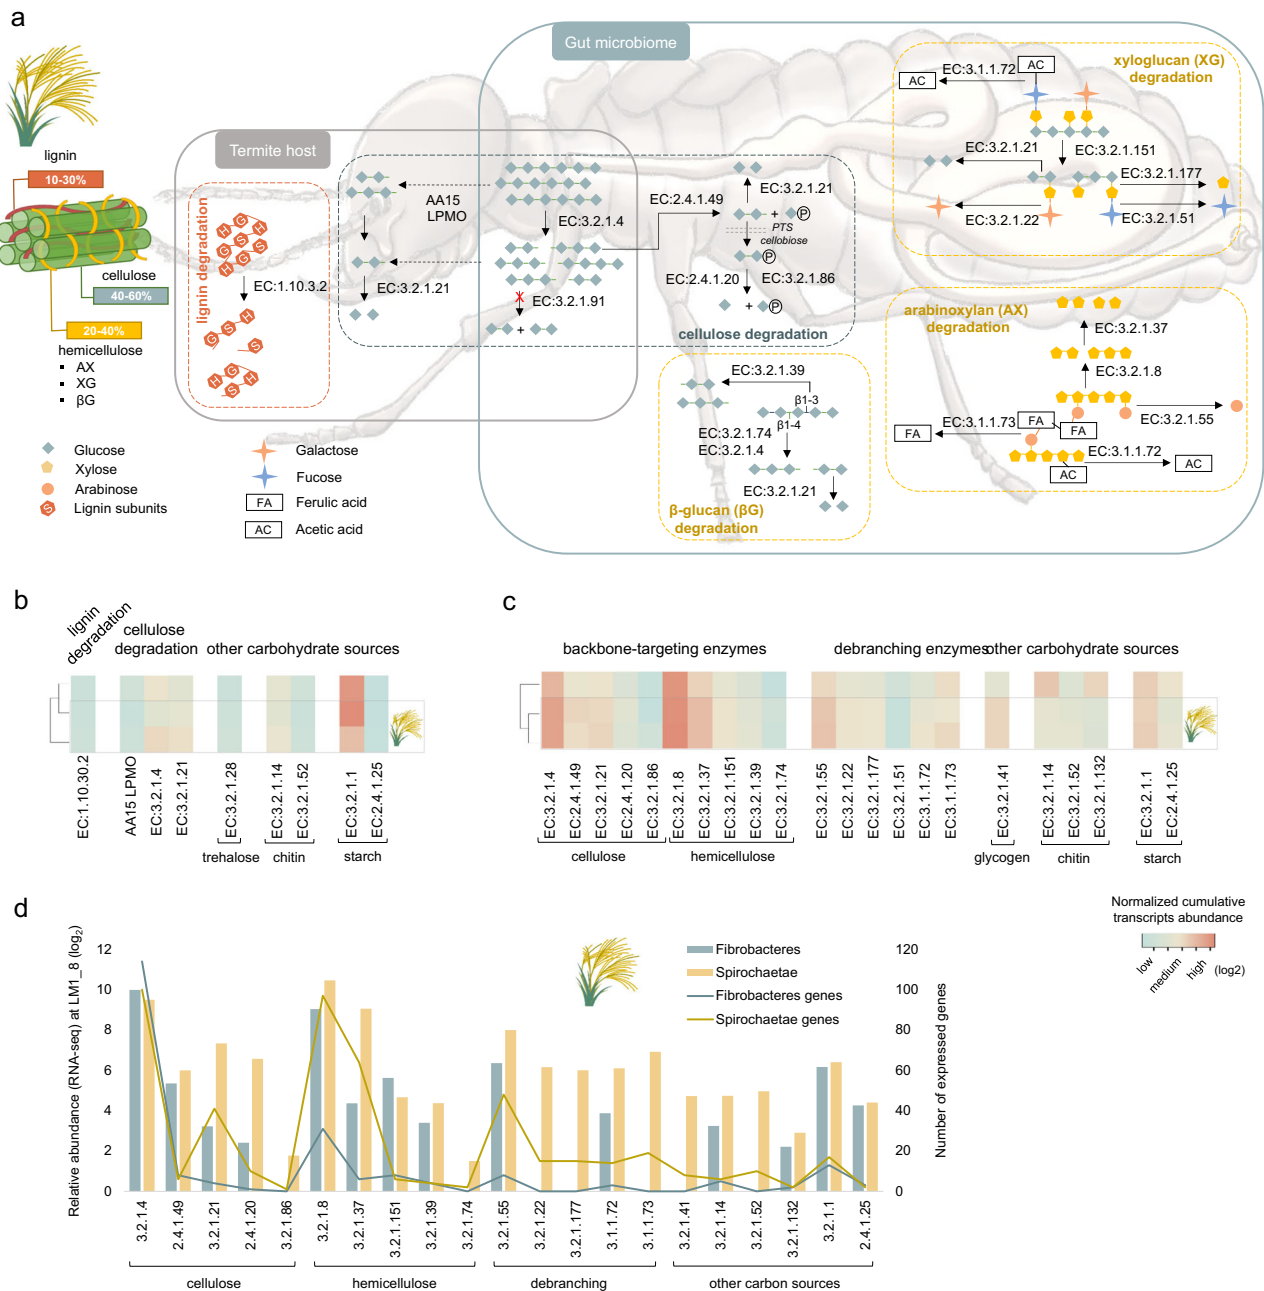 a
Gut microbiome
Termite host
lignin
10-30%
cellulose
40-60%
20-40%
hemicellulose
▪ AX
▪ XG
▪ βG
Glucose
Xylose
Arabinose
S Lignin subunits
Galactose
Fucose
FA Ferulic acid
AC Acetic acid
lignin degradation
H G H
G S H
G S H
H G
EC:1.10.3.2
G S H
S
H G H
S
AA15
LPMO
EC:3.2.1.21
EC:3.2.1.4
EC:3.2.1.91
+
EC:2.4.1.49
EC:3.2.1.21
+ P
PTS
cellobiose
P
EC:2.4.1.20
EC:3.2.1.86
+ P
cellulose degradation
EC:3.2.1.39
β1-3
β1-4
EC:3.2.1.74
EC:3.2.1.4
EC:3.2.1.21
β-glucan (βG)
degradation
xyloglucan (XG)
degradation
EC:3.1.1.72
AC
AC
EC:3.2.1.21
EC:3.2.1.151
EC:3.2.1.177
EC:3.2.1.22
EC:3.2.1.51
arabinoxylan (AX)
degradation
EC:3.2.1.37
EC:3.2.1.8
EC:3.2.1.55
EC:3.1.1.73
FA
FA
FA
EC:3.1.1.72
AC
AC
b
lignin
degradation
cellulose
degradation
other carbohydrate sources
EC:1.10.30.2
AA15 LPMO
EC:3.2.1.4
EC:3.2.1.21
EC:3.2.1.28
EC:3.2.1.14
EC:3.2.1.52
EC:3.2.1.1
EC:2.4.1.25
trehalose
chitin
starch
c
backbone-targeting enzymes
debranching enzymes
other carbohydrate sources
EC:3.2.1.4
EC:2.4.1.49
EC:3.2.1.21
EC:2.4.1.20
EC:3.2.1.86
EC:3.2.1.8
EC:3.2.1.37
EC:3.2.1.151
EC:3.2.1.39
EC:3.2.1.74
EC:3.2.1.55
EC:3.2.1.22
EC:3.2.1.177
EC:3.2.1.51
EC:3.1.1.72
EC:3.1.1.73
EC:3.2.1.41
EC:3.2.1.14
EC:3.2.1.52
EC:3.2.1.132
EC:3.2.1.1
EC:2.4.1.25
cellulose
hemicellulose
glycogen
chitin
starch
Normalized cumulative
transcripts abundance
low
medium
high
(log2)
d
Relative abundance (RNA-seq) at LM1_8 (log2)
12
10
8
6
4
2
0
Fibrobacteres
Spirochaetae
Fibrobacteres genes
Spirochaetae genes
120
100
80
60
40
20
0
Number of expressed genes
3.2.1.4
2.4.1.49
3.2.1.21
2.4.1.20
3.2.1.86
3.2.1.8
3.2.1.37
3.2.1.151
3.2.1.39
3.2.1.74
3.2.1.55
3.2.1.22
3.2.1.177
3.1.1.72
3.1.1.73
3.2.1.41
3.2.1.14
3.2.1.52
3.2.1.132
3.2.1.1
2.4.1.25
cellulose
hemicellulose
debranching
other carbon sources